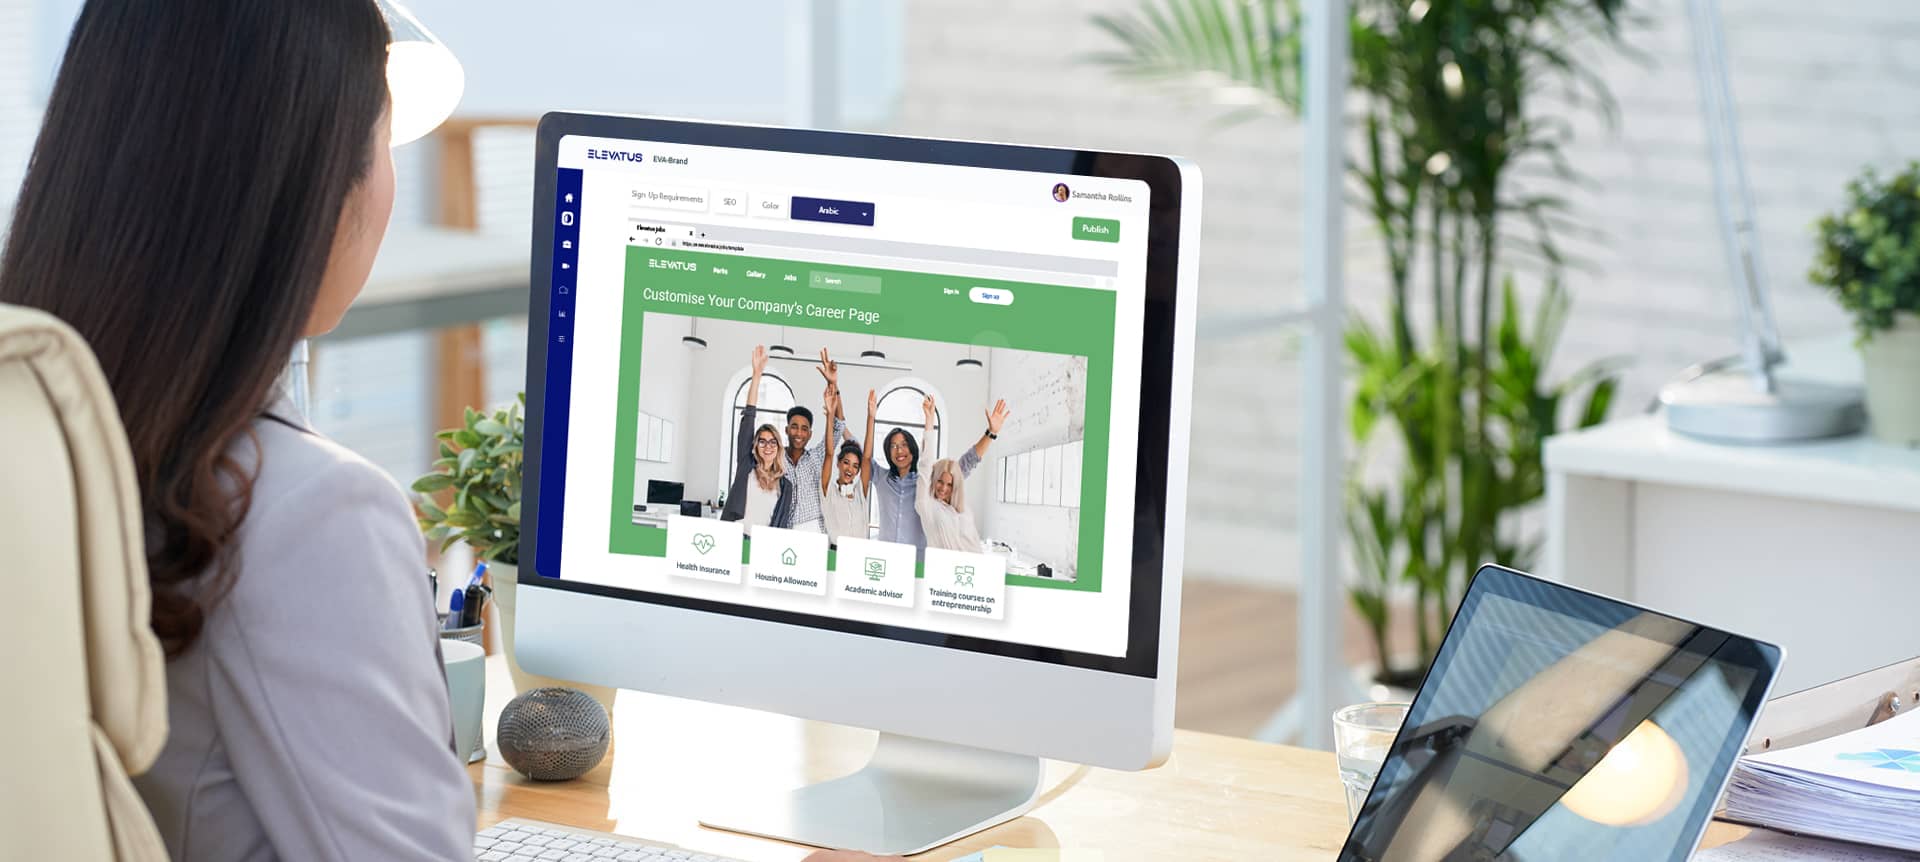 ELEVATUS EVA-Brand
Samantha Rollins
Sign Up Requirements SEO Color Arabic
Publish
Elevatus jobs x +
ELEVATUS Perks Gallary Jobs Search Sign In Sign up
Customise Your Company's Career Page
Health Insurance
Housing Allowance
Academic advisor
Training courses on
entrepreneurship